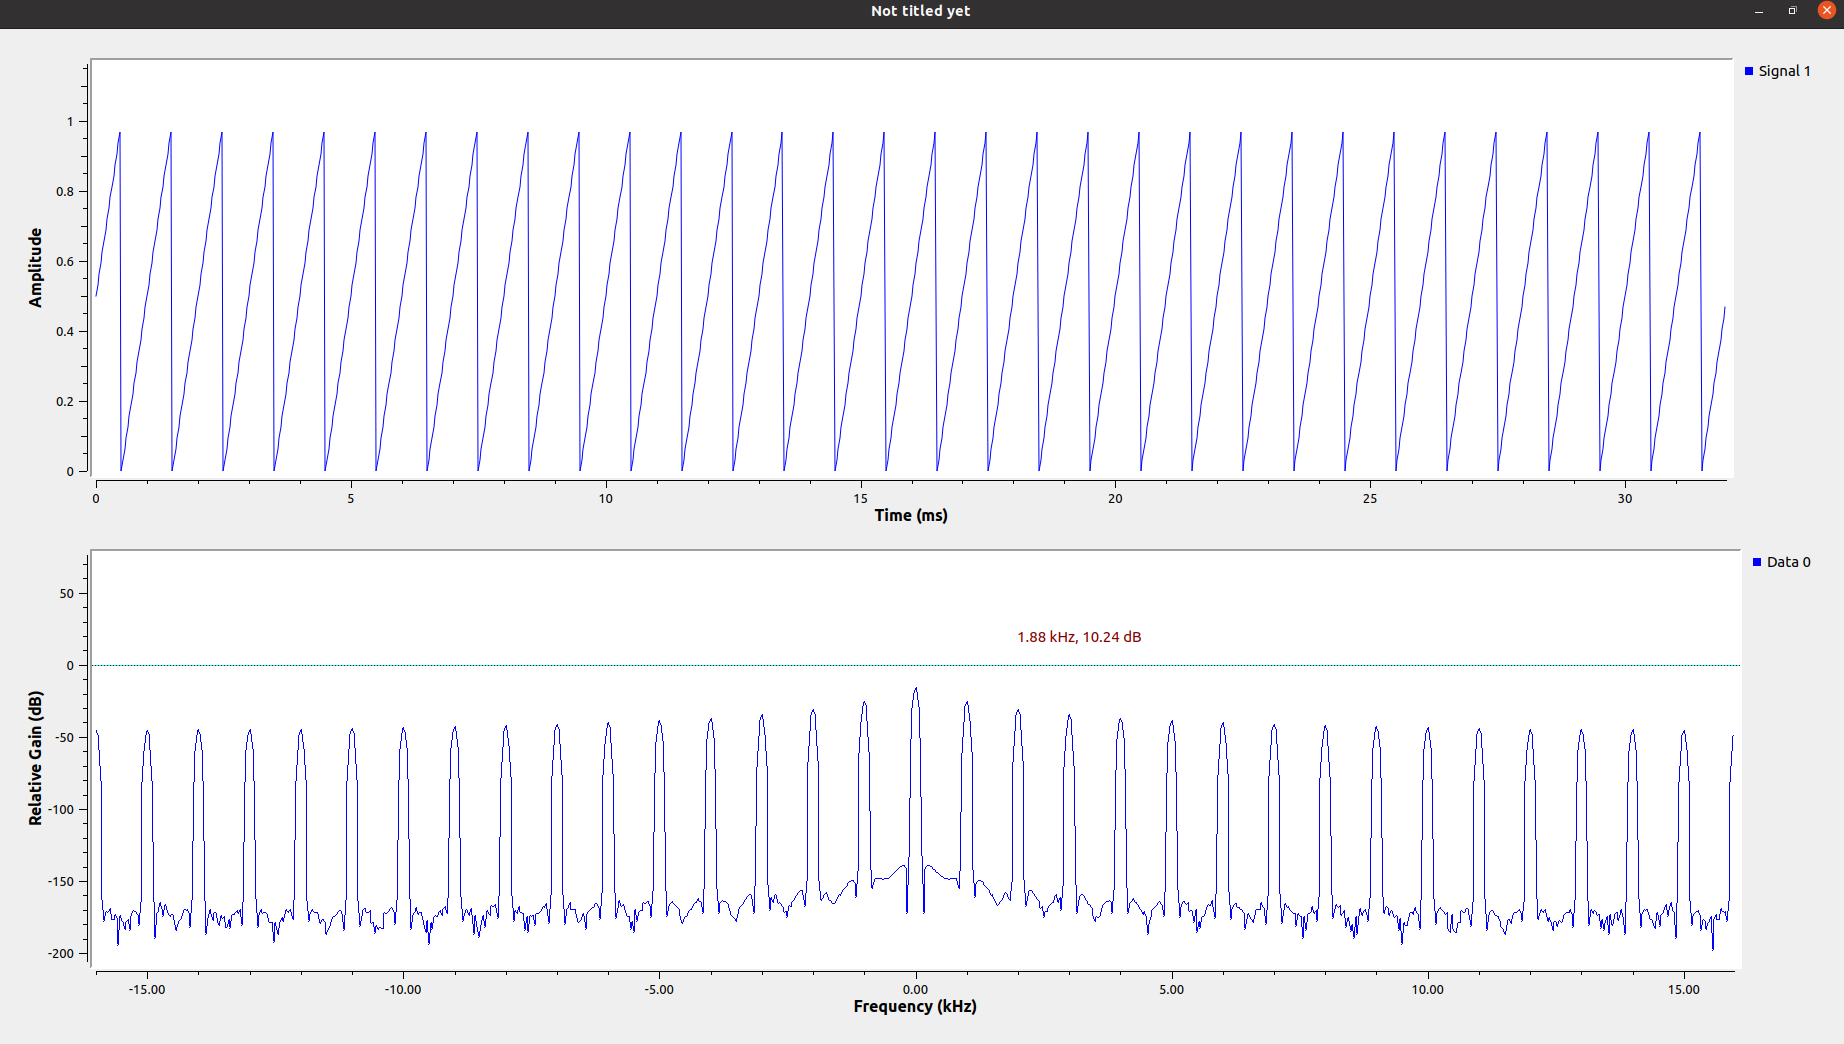 Not titled yet
Signal 1
Amplitude
1
0.8
0.6
0.4
0.2
0
0 5 10 15 20 25 30
Time (ms)
Data 0
1.88 kHz, 10.24 dB
Relative Gain (dB)
50
0
-50
-100
-150
-200
-15.00 -10.00 -5.00 0.00 5.00 10.00 15.00
Frequency (kHz)